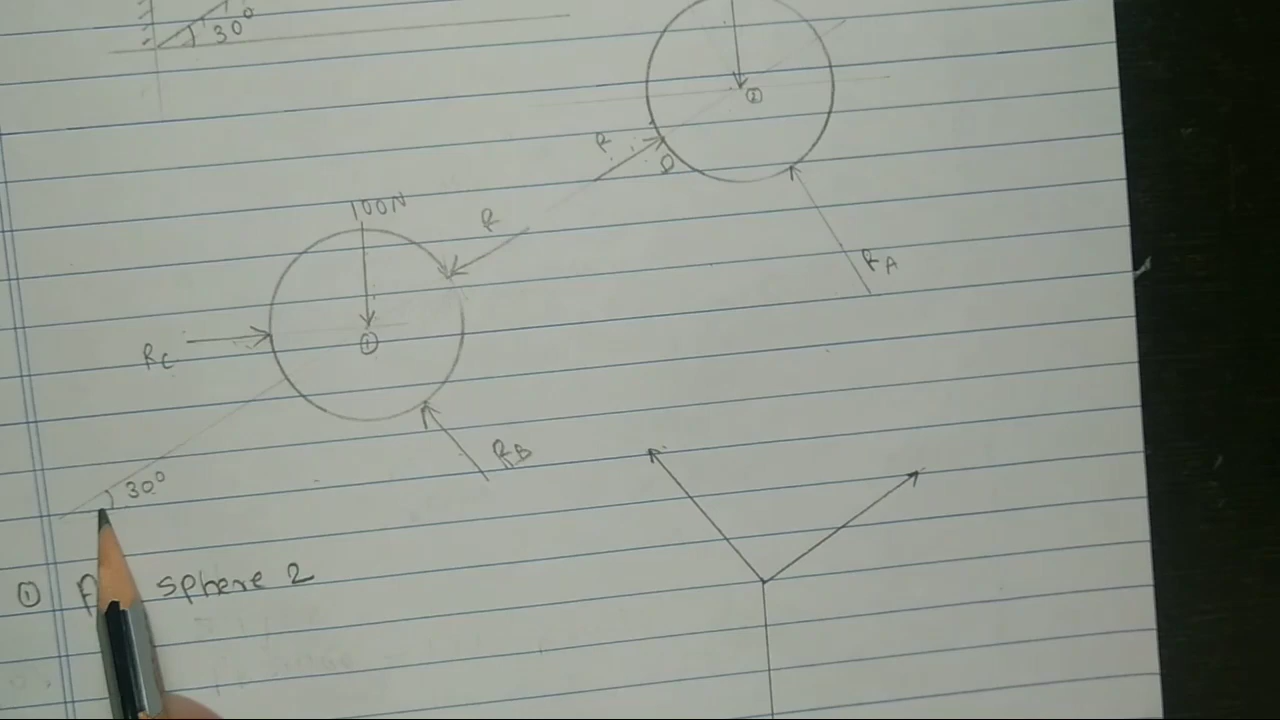 30°
②
R
D
100N
R
RA
①
RC
RB
30°
① sphere 2